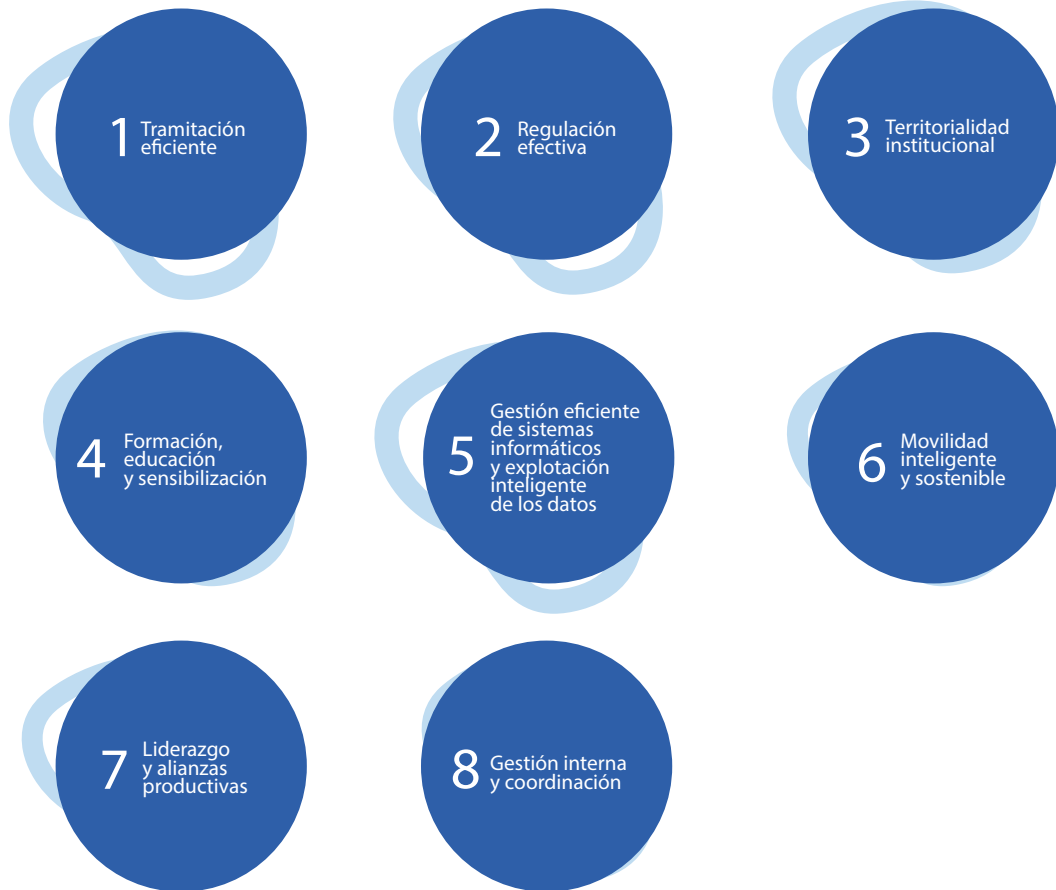 1 Tramitación
eficiente
2 Regulación
efectiva
3 Territorialidad
institucional
4 Formación,
educación
y sensibilización
5 Gestión eficiente
de sistemas
informáticos
y explotación
inteligente
de los datos
6 Movilidad
inteligente
y sostenible
7 Liderazgo
y alianzas
productivas
8 Gestión interna
y coordinación